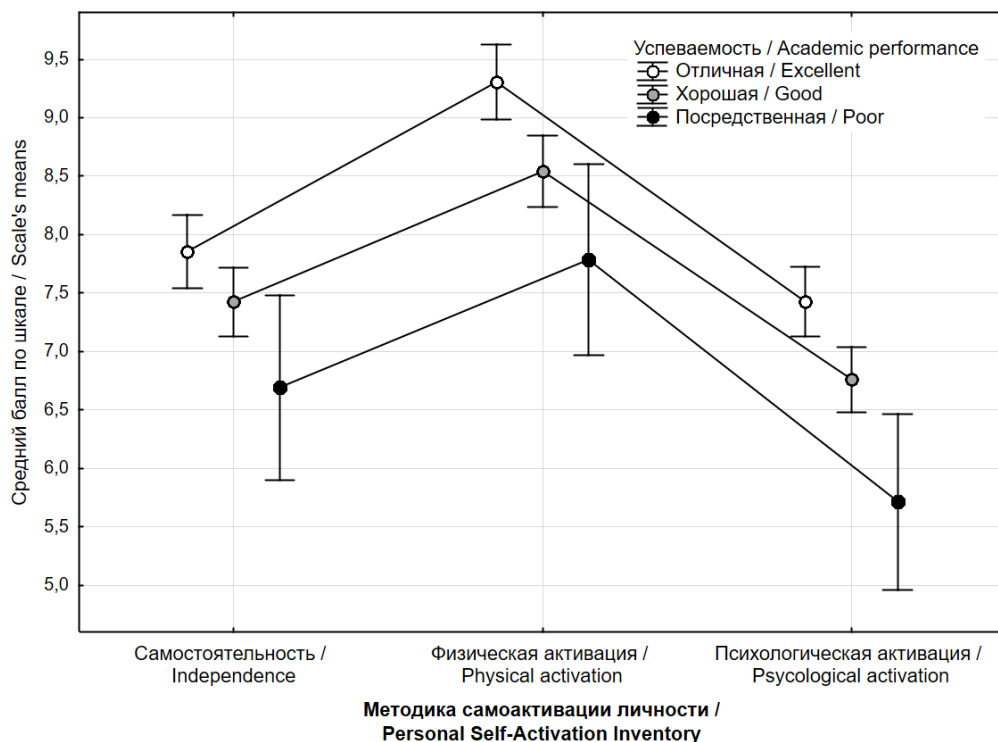 Средний балл по шкале / Scale's means
9,5
9,0
8,5
8,0
7,5
7,0
6,5
6,0
5,5
5,0
Успеваемость / Academic performance
Отличная / Excellent
Хорошая / Good
Посредственная / Poor
Самостоятельность /
Independence
Физическая активация /
Physical activation
Психологическая активация /
Psycological activation
Методика самоактивации личности /
Personal Self-Activation Inventory